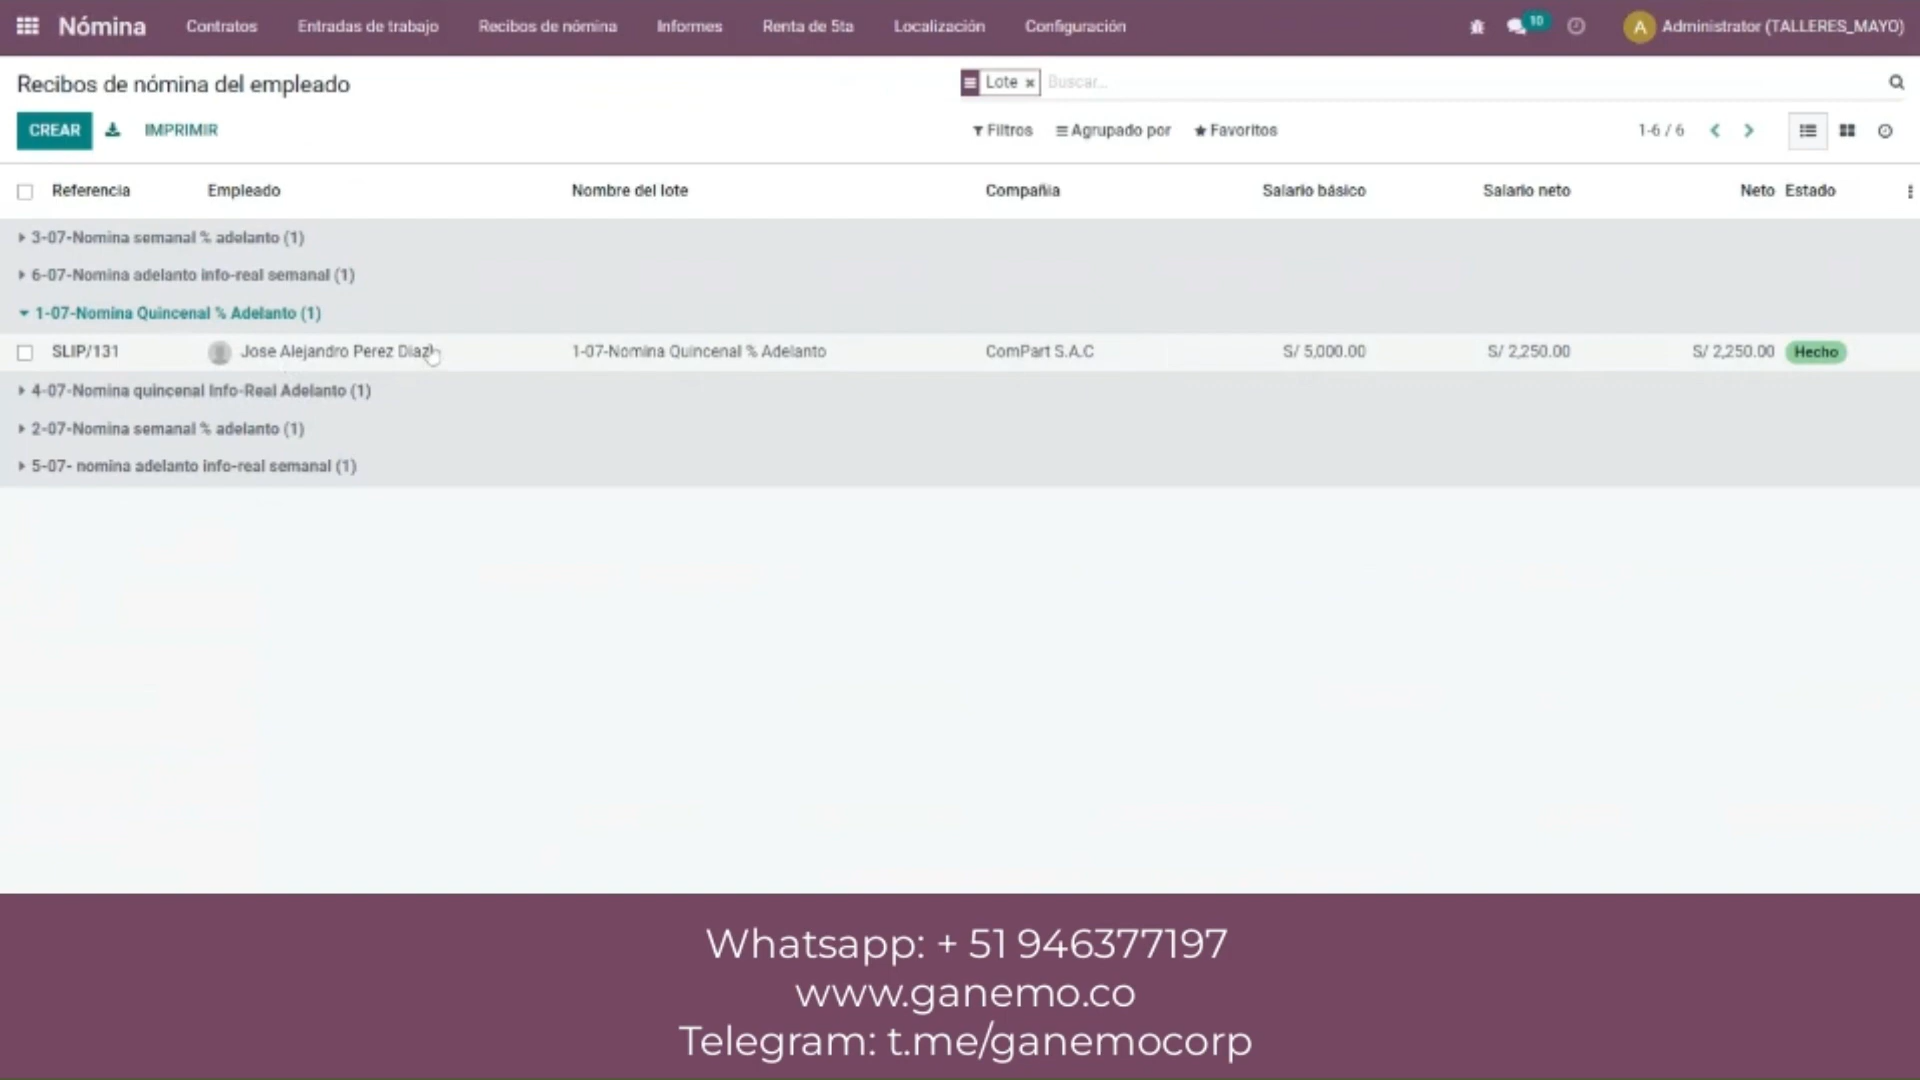 Nómina Contratos Entradas de trabajo Recibos de nómina Informes Renta de 5ta Localización Configuración 10 A Administrator (TALLERES_MAYO)
Recibos de nómina del empleado Lote × Buscar...
CREAR IMPRIMIR Filtros Agrupado por Favoritos 1-6 / 6
Referencia Empleado Nombre del lote Compañia Salario básico Salario neto Neto Estado
3-07-Nomina semanal % adelanto (1)
6-07-Nomina adelanto info-real semanal (1)
1-07-Nomina Quincenal % Adelanto (1)
SLIP/131 Jose Alejandro Perez Diaz 1-07-Nomina Quincenal % Adelanto ComPart S.A.C S/ 5,000.00 S/ 2,250.00 S/ 2,250.00 Hecho
4-07-Nomina quincenal Info-Real Adelanto (1)
2-07-Nomina semanal % adelanto (1)
5-07- nomina adelanto info-real semanal (1)
Whatsapp: + 51 946377197
www.ganemo.co
Telegram: t.me/ganemocorp